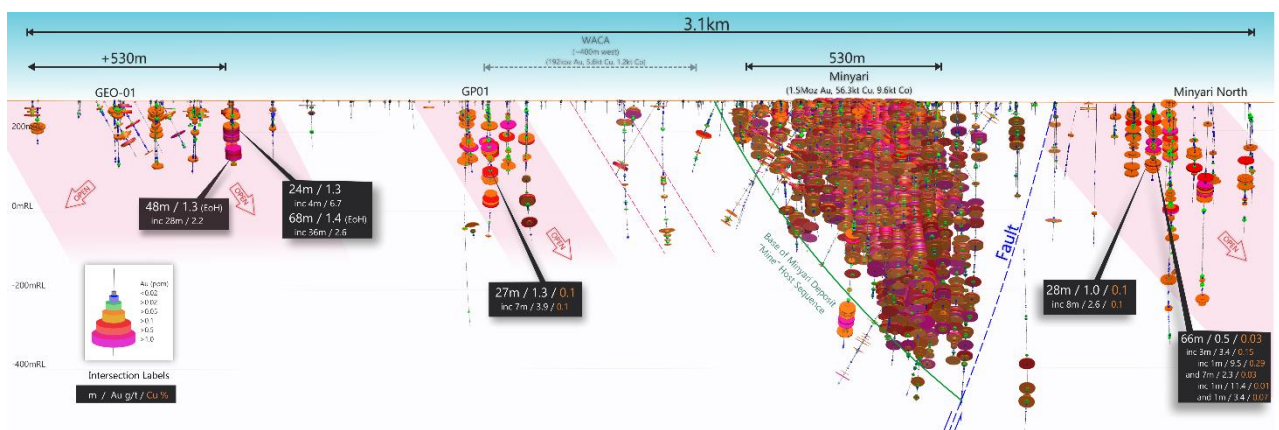 3.1km
+530m
WACA
(~400m west)
(192koz Au, 5.6kt Cu, 1.2kt Co)
530m
Minyari
(1.5Moz Au, 56.3kt Cu, 9.6kt Co)
GEO-01
GP01
Minyari North
200mRL
0mRL
-200mRL
-400mRL
OPEN
OPEN
OPEN
OPEN
48m / 1.3 (EoH)
inc 28m / 2.2
24m / 1.3
inc 4m / 6.7
68m / 1.4 (EoH)
inc 36m / 2.6
27m / 1.3 / 0.1
inc 7m / 3.9 / 0.1
Base of Minyari Deposit
"Mine" Host Sequence
Fault
28m / 1.0 / 0.1
inc 8m / 2.6 / 0.1
66m / 0.5 / 0.03
inc 3m / 3.4 / 0.15
inc 1m / 9.5 / 0.29
and 7m / 2.3 / 0.03
inc 1m / 11.4 / 0.01
and 1m / 3.4 / 0.07
Au (ppm)
<0.02
>0.02
>0.05
>0.1
>0.5
>1.0
Intersection Labels
m / Au g/t / Cu %